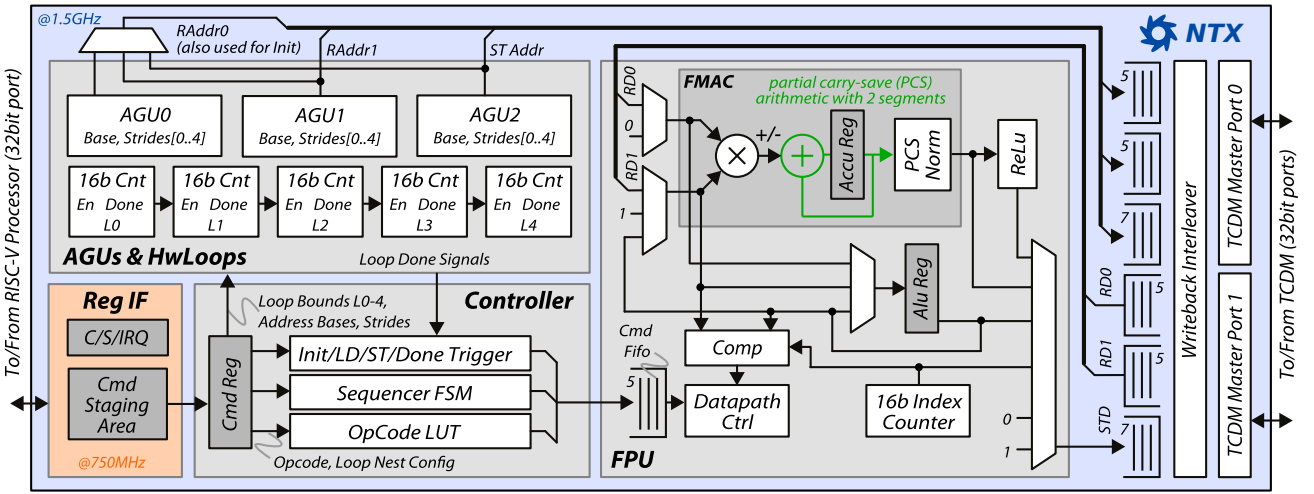 @1.5GHz
RAddr0
(also used for Init)
RAddr1
ST Addr
NTX
To/From RISC-V Processor (32bit port)
AGU0
Base, Strides[0..4]
AGU1
Base, Strides[0..4]
AGU2
Base, Strides[0..4]
16b Cnt
En Done
L0
16b Cnt
En Done
L1
16b Cnt
En Done
L2
16b Cnt
En Done
L3
16b Cnt
En Done
L4
AGUs & HwLoops
Loop Done Signals
Reg IF
C/S/IRQ
Cmd
Staging
Area
@750MHz
Controller
Loop Bounds L0-4,
Address Bases, Strides
Cmd Reg
Init/LD/ST/Done Trigger
Sequencer FSM
OpCode LUT
Opcode, Loop Nest Config
RD0
0
RD1
1
FMAC
partial carry-save (PCS)
arithmetic with 2 segments
+/-
Accu Reg
PCS
Norm
ReLu
Alu Reg
Cmd
Fifo
5
Comp
Datapath
Ctrl
16b Index
Counter
0
1
FPU
5
5
7
RD0
5
RD1
5
STD
7
Writeback Interleaver
TCDM Master Port 0
TCDM Master Port 1
To/From TCDM (32bit ports)